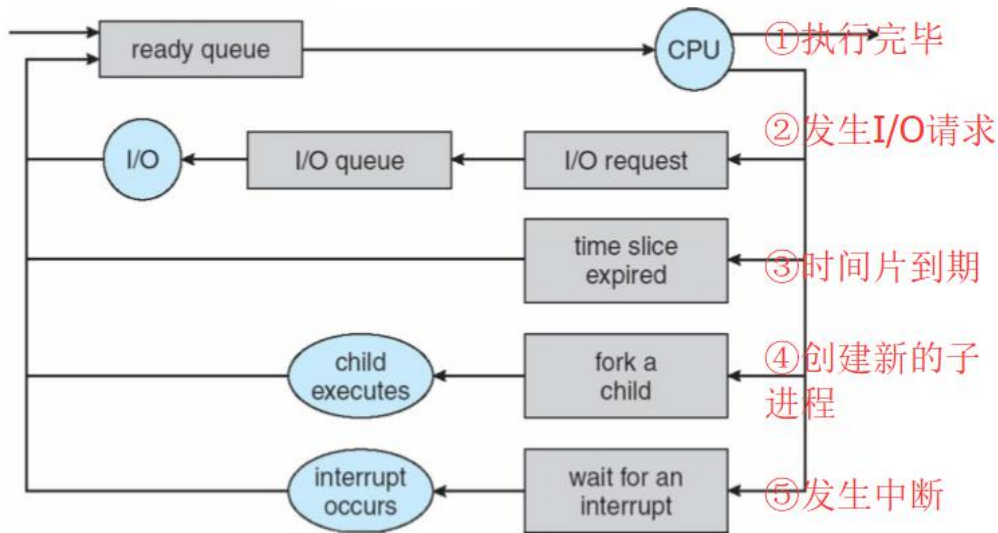 ready queue
CPU
①执行完毕
I/O
I/O queue
I/O request
②发生I/O请求
time slice
expired
③时间片到期
child
executes
fork a
child
④创建新的子
进程
interrupt
occurs
wait for an
interrupt
⑤发生中断